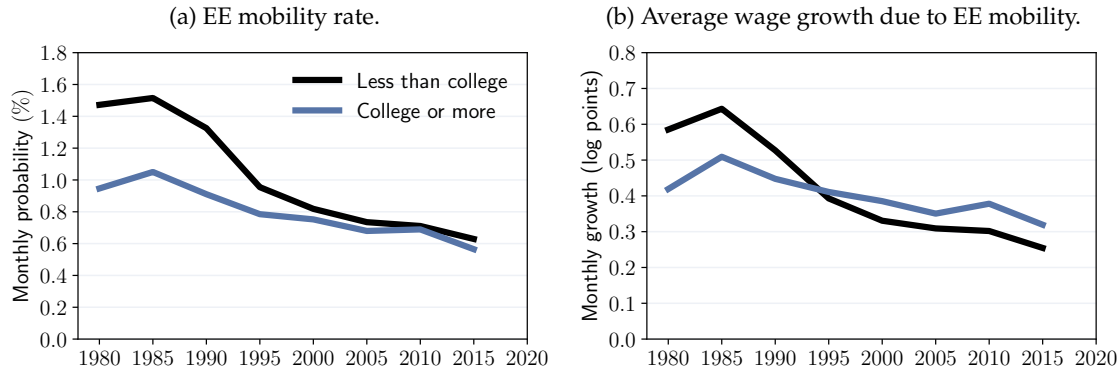 (a) EE mobility rate.
Monthly probability (%)
1.8
1.6
1.4
1.2
1.0
0.8
0.6
0.4
0.2
0.0
Less than college
College or more
1980 1985 1990 1995 2000 2005 2010 2015 2020
(b) Average wage growth due to EE mobility.
Monthly growth (log points)
0.8
0.7
0.6
0.5
0.4
0.3
0.2
0.1
0.0
1980 1985 1990 1995 2000 2005 2010 2015 2020